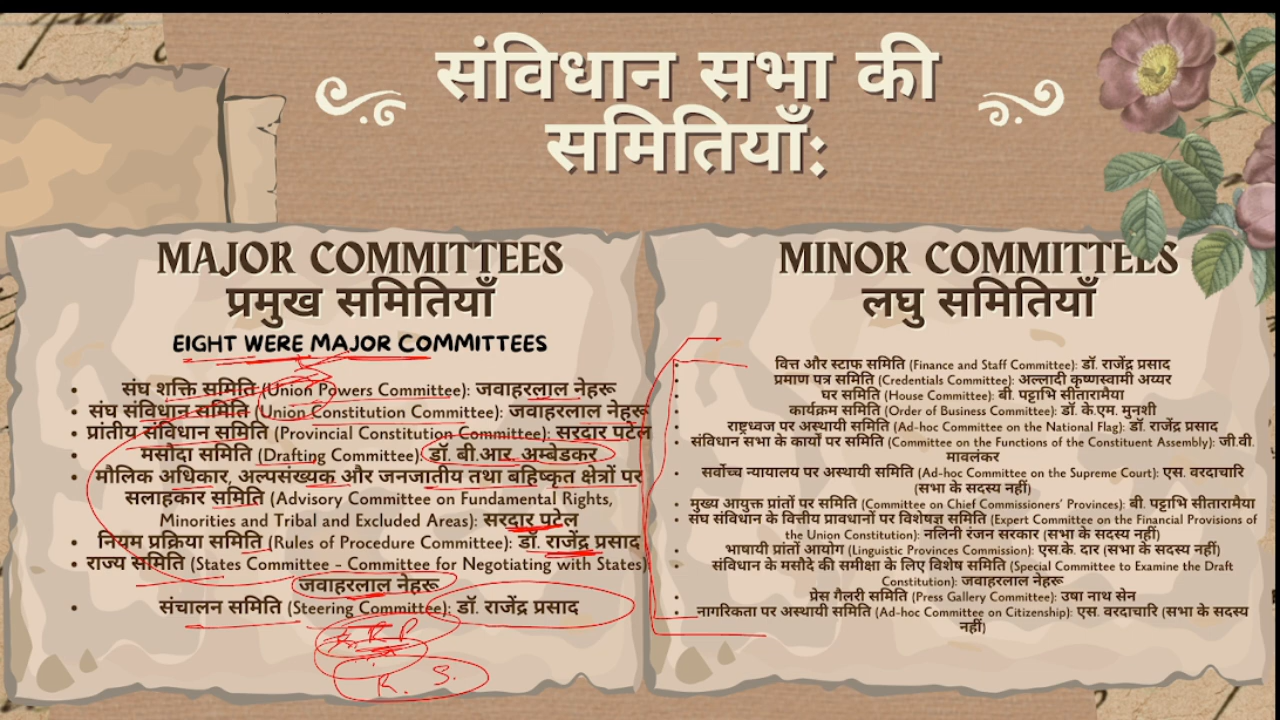 संविधान सभा की
समितियाँ:
MAJOR COMMITTEES
प्रमुख समितियाँ
EIGHT WERE MAJOR COMMITTEES
• संघ शक्ति समिति (Union Powers Committee): जवाहरलाल नेहरू
• संघ संविधान समिति (Union Constitution Committee): जवाहरलाल नेहरू
• प्रांतीय संविधान समिति (Provincial Constitution Committee): सरदार पटेल
• मसौदा समिति (Drafting Committee): डॉ. बी.आर. अम्बेडकर
• मौलिक अधिकार, अल्पसंख्यक और जनजातीय तथा बहिष्कृत क्षेत्रों पर
सलाहकार समिति (Advisory Committee on Fundamental Rights,
Minorities and Tribal and Excluded Areas): सरदार पटेल
• नियम प्रक्रिया समिति (Rules of Procedure Committee): डॉ. राजेंद्र प्रसाद
• राज्य समिति (States Committee – Committee for Negotiating with States):
जवाहरलाल नेहरू
• संचालन समिति (Steering Committee): डॉ. राजेंद्र प्रसाद
R P
R. S.
MINOR COMMITTEES
लघु समितियाँ
• वित्त और स्टाफ समिति (Finance and Staff Committee): डॉ. राजेंद्र प्रसाद
• प्रमाण पत्र समिति (Credentials Committee): अल्लादी कृष्णस्वामी अय्यर
• घर समिति (House Committee): बी. पट्टाभि सीतारामैया
• कार्यक्रम समिति (Order of Business Committee): डॉ. के.एम. मुनशी
• राष्ट्रध्वज पर अस्थायी समिति (Ad-hoc Committee on the National Flag): डॉ. राजेंद्र प्रसाद
• संविधान सभा के कार्यों पर समिति (Committee on the Functions of the Constituent Assembly): जी.वी.
मावलंकर
• सर्वोच्च न्यायालय पर अस्थायी समिति (Ad-hoc Committee on the Supreme Court): एस. वरदाचारि
(सभा के सदस्य नहीं)
• मुख्य आयुक्त प्रांतों पर समिति (Committee on Chief Commissioners' Provinces): बी. पट्टाभि सीतारामैया
• संघ संविधान के वित्तीय प्रावधानों पर विशेषज्ञ समिति (Expert Committee on the Financial Provisions of
the Union Constitution): नलिनी रंजन सरकार (सभा के सदस्य नहीं)
• भाषायी प्रांतों आयोग (Linguistic Provinces Commission): एस.के. दार (सभा के सदस्य नहीं)
• संविधान के मसौदे की समीक्षा के लिए विशेष समिति (Special Committee to Examine the Draft
Constitution): जवाहरलाल नेहरू
• प्रेस गैलरी समिति (Press Gallery Committee): उषा नाथ सेन
• नागरिकता पर अस्थायी समिति (Ad-hoc Committee on Citizenship): एस. वरदाचारि (सभा के सदस्य
नहीं)